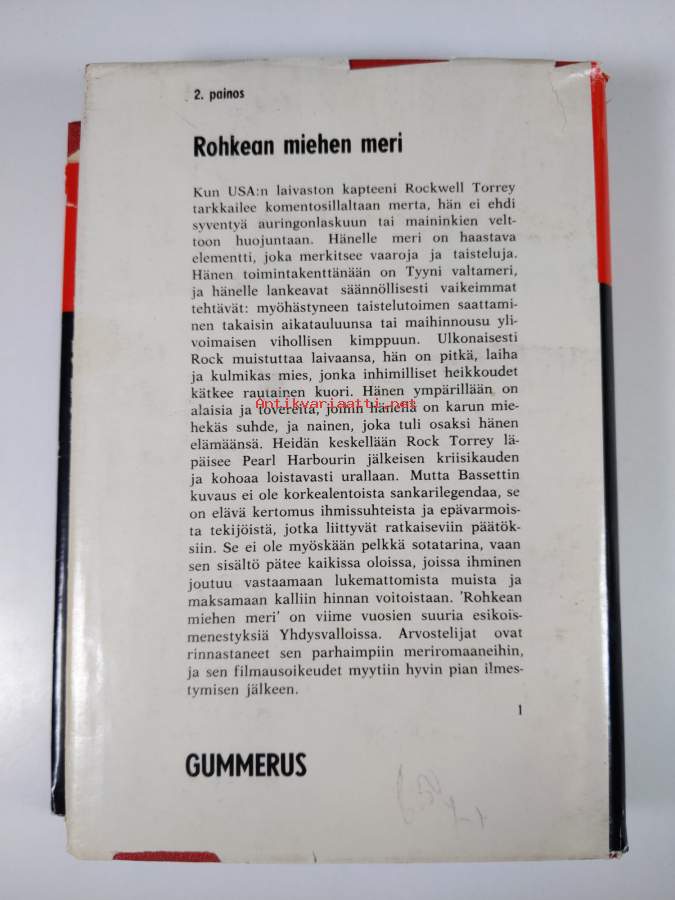 2. painos
Rohkean miehen meri
Kun USA:n laivaston kapteeni Rockwell Torrey
tarkkailee komentosillaltaan merta, hän ei ehdi
syventyä auringonlaskuun tai maininkien velt-
toon huojuntaan. Hänelle meri on haastava
elementti, joka merkitsee vaaroja ja taisteluja.
Hänen toimintakenttänään on Tyyni valtameri,
ja hänelle lankeavat säännöllisesti vaikeimmat
tehtävät: myöhästyneen taistelutoimen saattami-
nen takaisin aikatauluunsa tai maihinnousu yli-
voimaisen vihollisen kimppuun. Ulkonaisesti
Rock muistuttaa laivaansa, hän on pitkä, laiha
ja kulmikas mies, jonka inhimilliset heikkoudet
kätkee rautainen kuori. Hänen ympärillään on
Antikvariaatti.net
alaisia ja tovereita, joihin hänellä on karun mie-
hekäs suhde, ja nainen, joka tuli osaksi hänen
elämäänsä. Heidän keskellään Rock Torrey lä-
päisee Pearl Harbourin jälkeisen kriisikauden
ja kohoaa loistavasti urallaan. Mutta Bassettin
kuvaus ei ole korkealentoista sankarilegendaa, se
on elävä kertomus ihmissuhteista ja epävarmois-
ta tekijöistä, jotka liittyvät ratkaiseviin päätök-
siin. Se ei ole myöskään pelkkä sotatarina, vaan
sen sisältö pätee kaikissa oloissa, joissa ihminen
joutuu vastaamaan lukemattomista muista ja
maksamaan kalliin hinnan voitoistaan. 'Rohkean
miehen meri' on viime vuosien suuria esikois-
menestyksiä Yhdysvalloissa. Arvostelijat ovat
rinnastaneet sen parhaimpiin meriromaaneihin,
ja sen filmausoikeudet myytiin hyvin pian ilmes-
tymisen jälkeen.
1
GUMMERUS